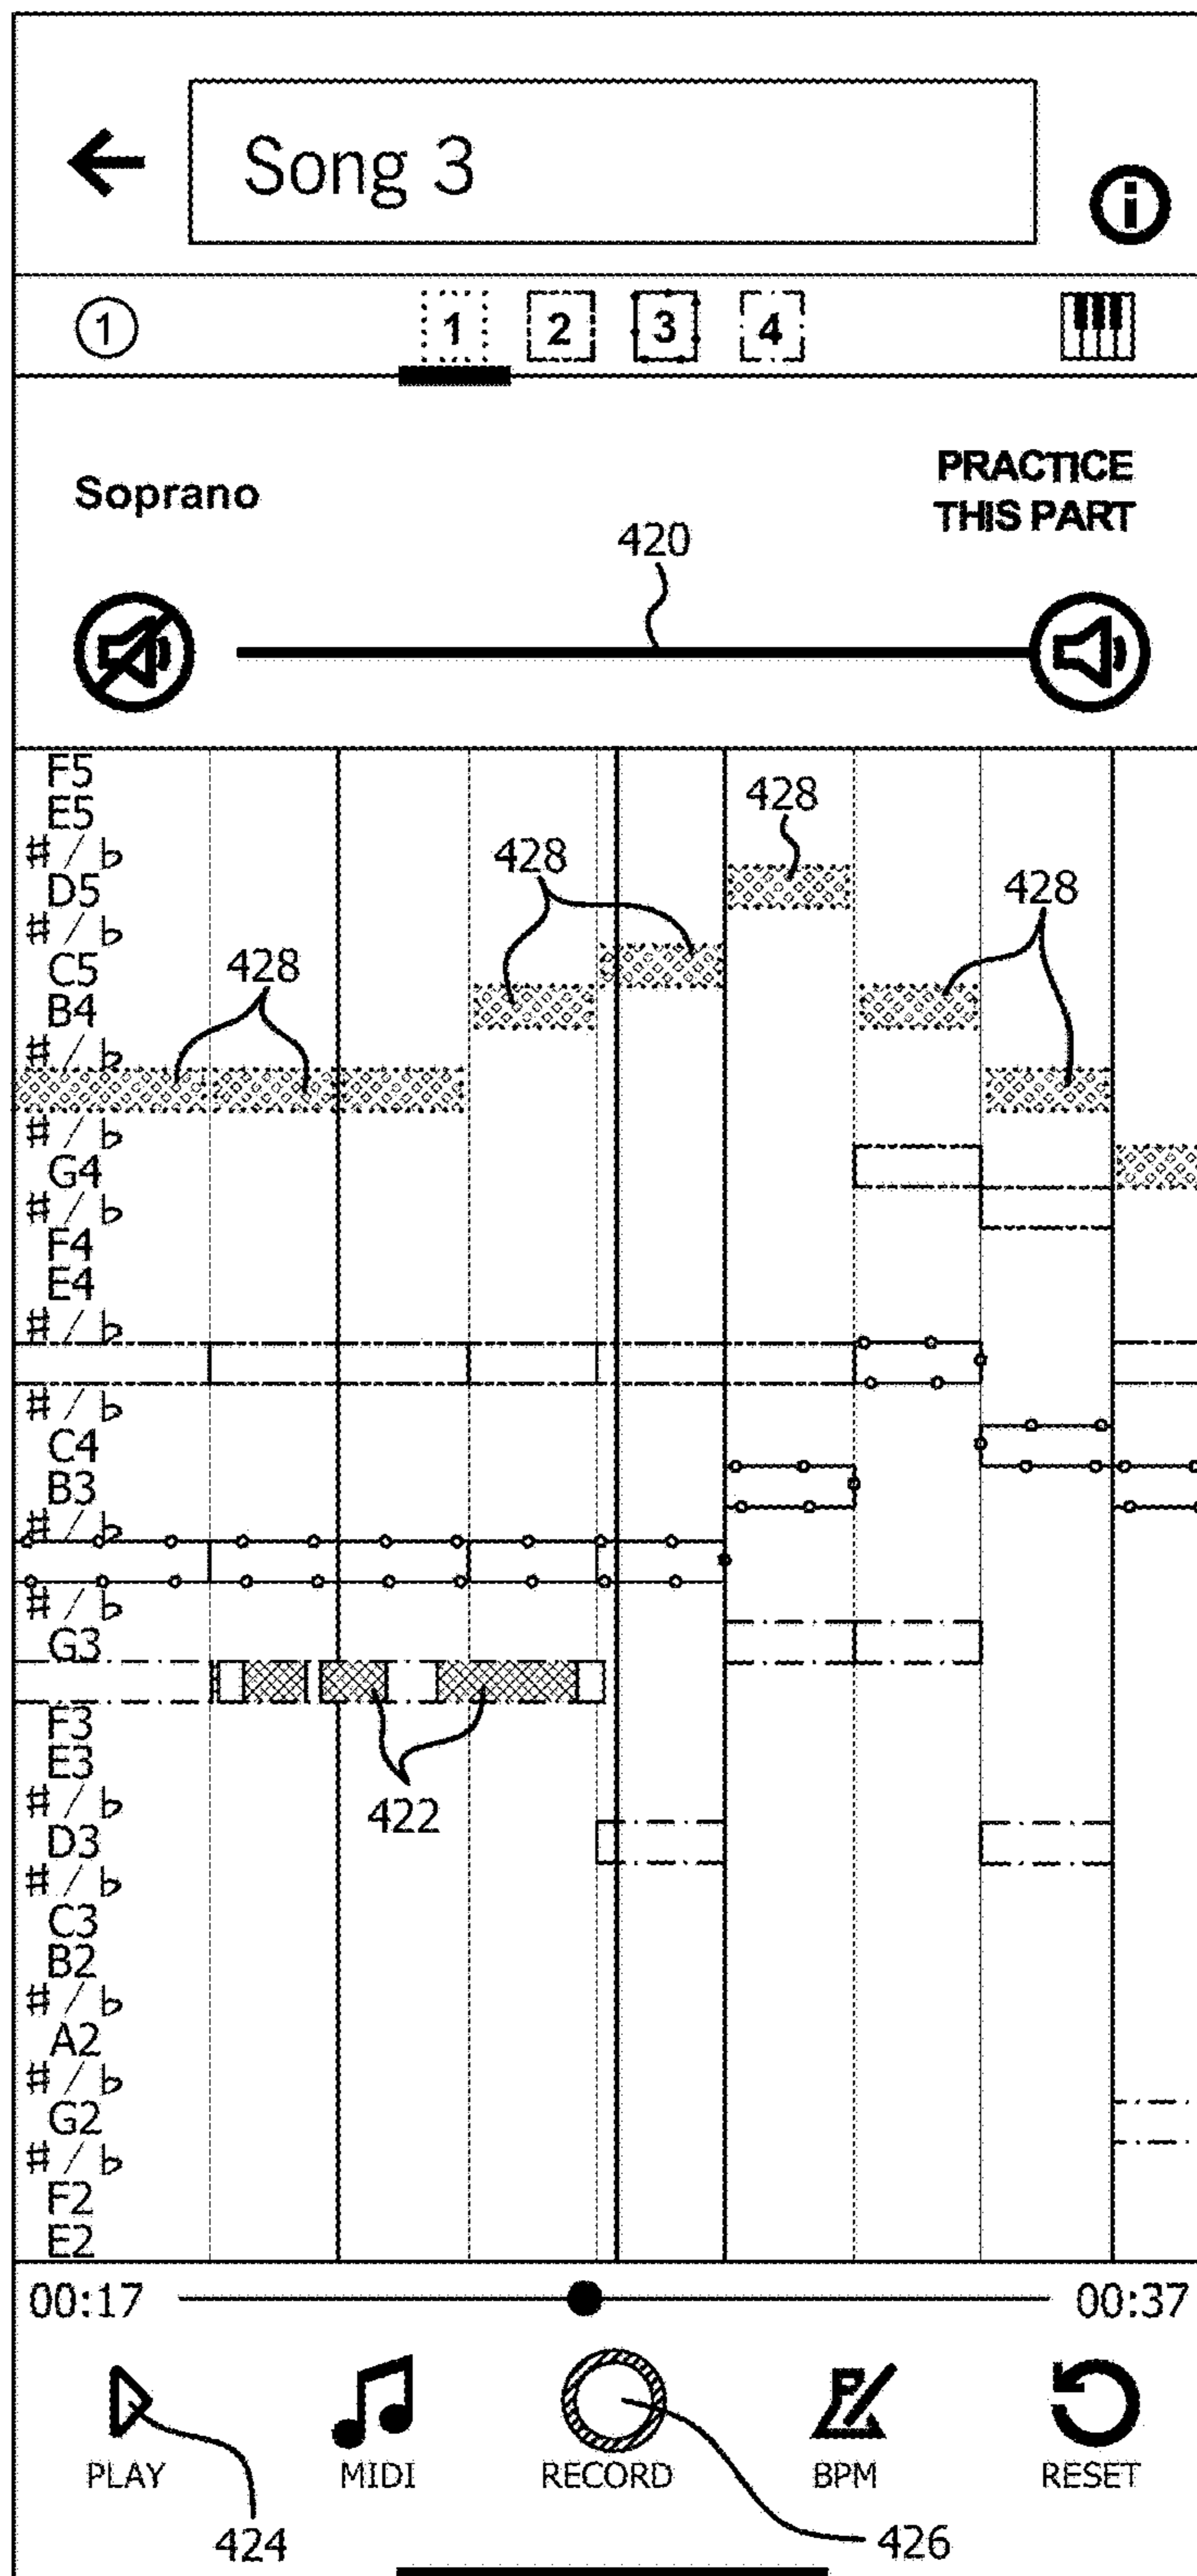 Song 3
i
1 1 2 3 4
Soprano
PRACTICE
THIS PART
420
F5
428
E5
#/♭
428
D5
428
#/♭
428
C5
B4
#/♭
#/♭
G4
#/♭
F4
E4
#/♭
#/♭
C4
B3
#/♭
#/♭
G3
F3
E3
#/♭
422
D3
#/♭
C3
B2
#/♭
A2
#/♭
G2
#/♭
F2
E2
00:17 00:37
PLAY MIDI RECORD BPM RESET
424 426